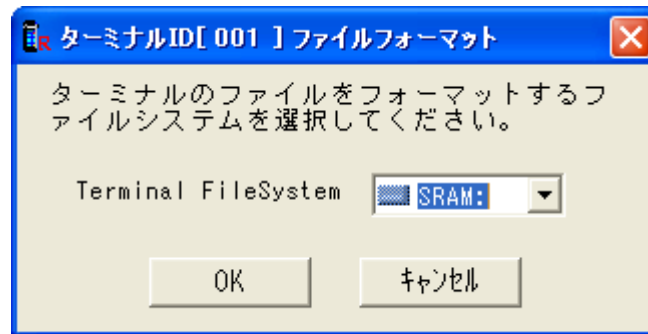 R ターミナルID[ 001 ] ファイルフォーマット
ターミナルのファイルをフォーマットするフ
ァイルシステムを選択してください。
Terminal FileSystem SRAM:
OK ｷｬﾝｾﾙ